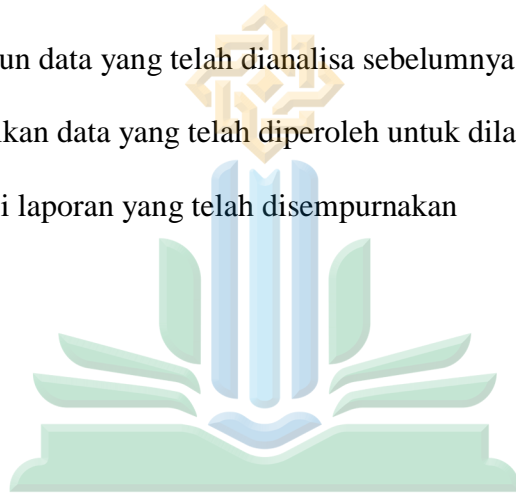 un data yang telah dianalisa sebelumnya
kan data yang telah diperoleh untuk dila
i laporan yang telah disempurnakan